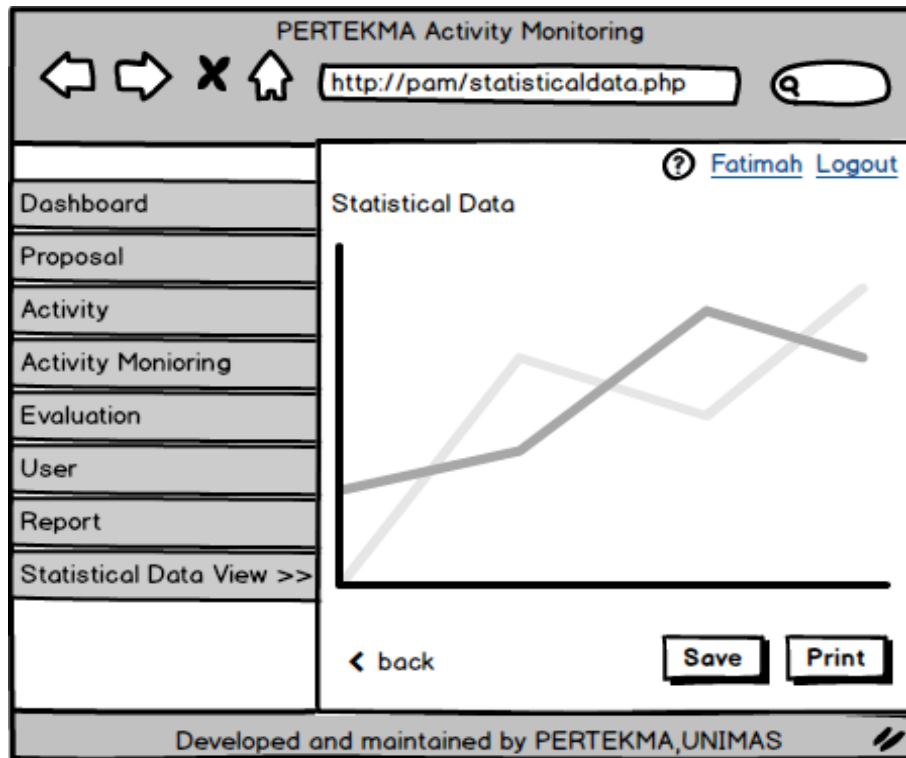 PERTEKMA Activity Monitoring
http://pam/statisticaldata.php
? Fatimah Logout
Dashboard
Proposal
Activity
Activity Monioring
Evaluation
User
Report
Statistical Data View >>
Statistical Data
< back
Save
Print
Developed and maintained by PERTEKMA,UNIMAS